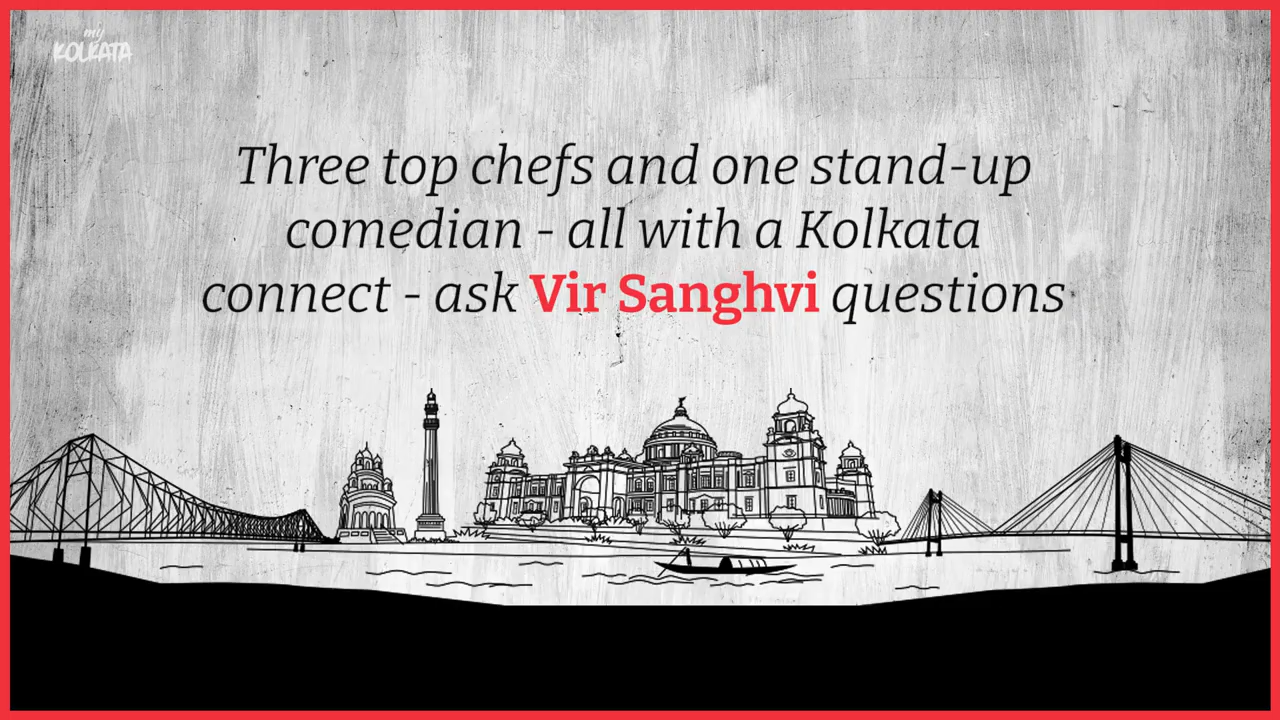 my
KOLKATA
Three top chefs and one stand-up
comedian - all with a Kolkata
connect - ask Vir Sanghvi questions